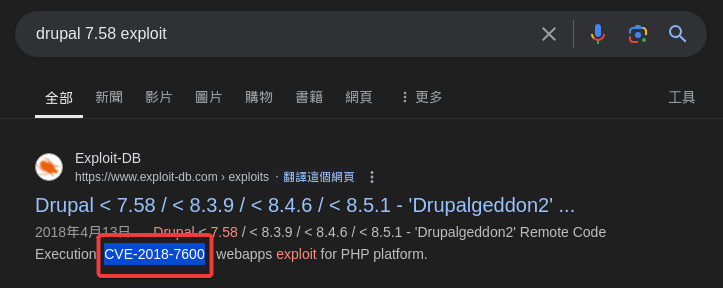 drupal 7.58 exploit
全部 新聞 影片 圖片 購物 書籍 網頁 更多 工具
Exploit-DB
https://www.exploit-db.com › exploits · 翻譯這個網頁
Drupal < 7.58 / < 8.3.9 / < 8.4.6 / < 8.5.1 - 'Drupalgeddon2' ...
2018年4月13日 — Drupal < 7.58 / < 8.3.9 / < 8.4.6 / < 8.5.1 - 'Drupalgeddon2' Remote Code
Execution CVE-2018-7600 webapps exploit for PHP platform.